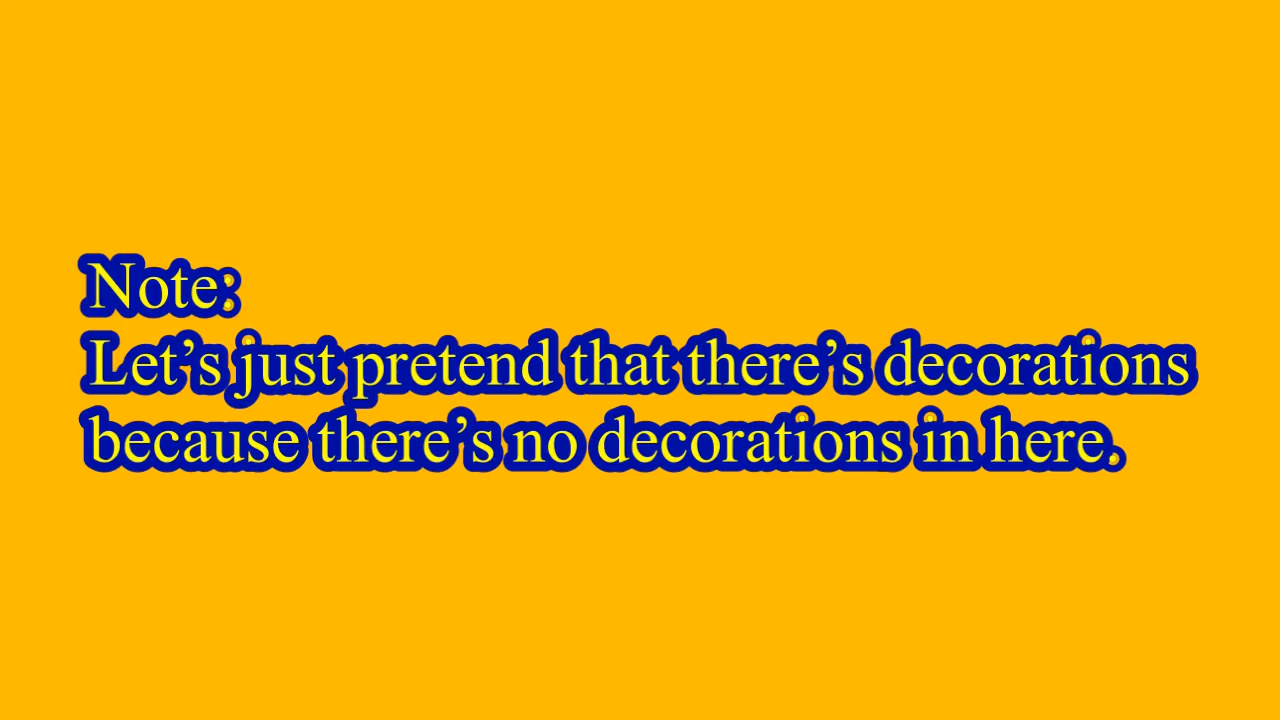 Note:
Let’s just pretend that there’s decorations
because there’s no decorations in here.